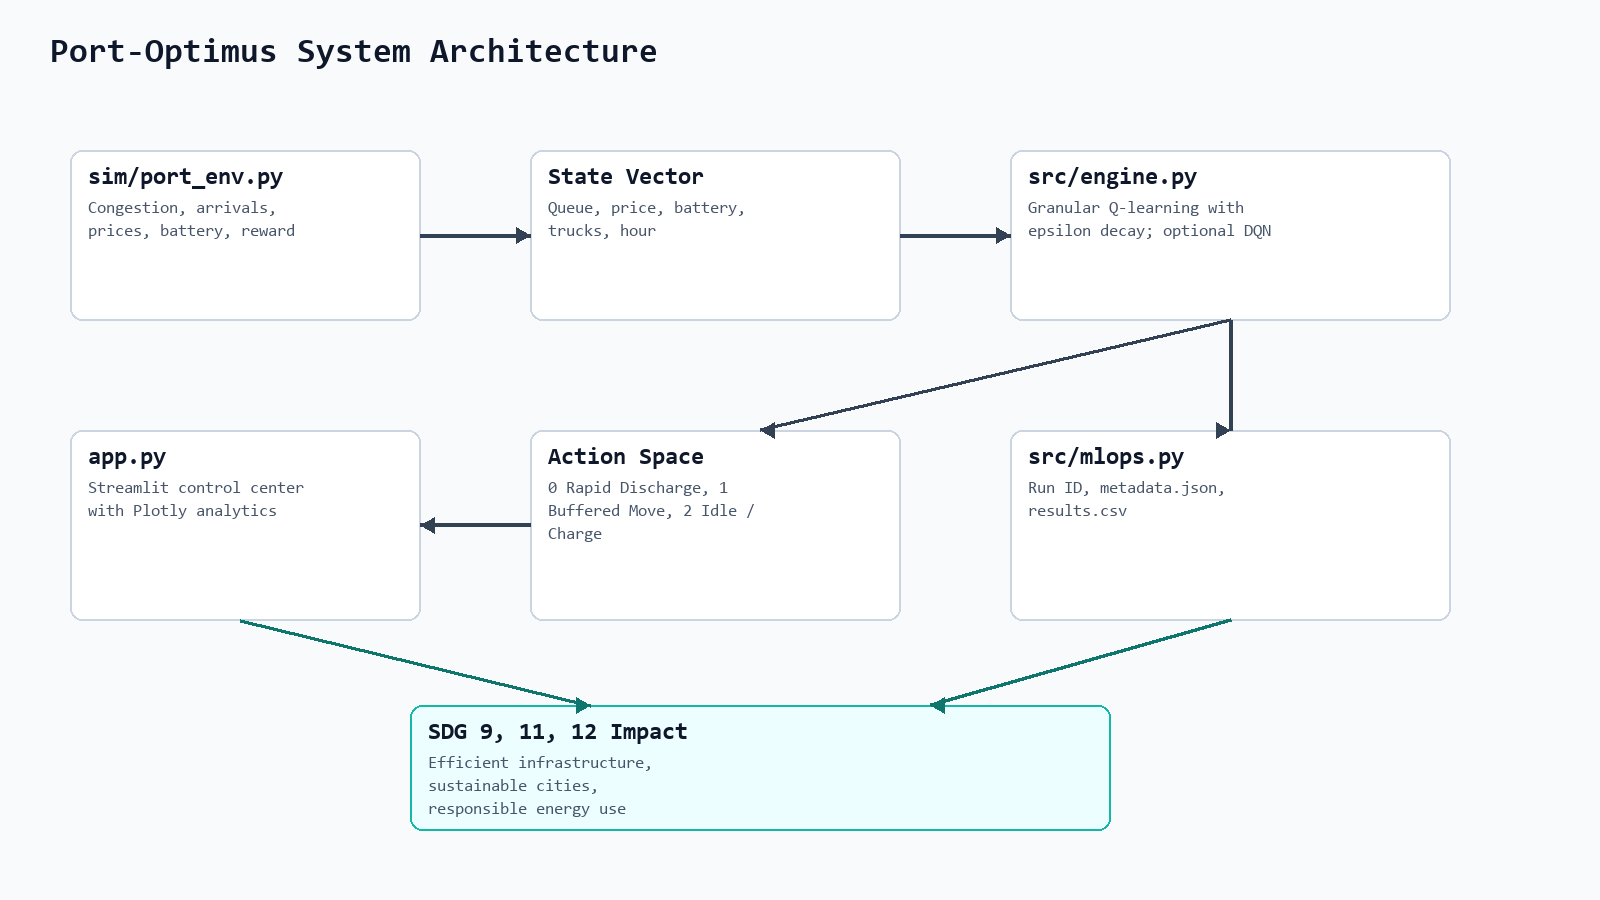 Port-Optimus System Architecture
sim/port_env.py
Congestion, arrivals,
prices, battery, reward
State Vector
Queue, price, battery,
trucks, hour
src/engine.py
Granular Q-learning with
epsilon decay; optional DQN
app.py
Streamlit control center
with Plotly analytics
Action Space
0 Rapid Discharge, 1
Buffered Move, 2 Idle /
Charge
src/mlops.py
Run ID, metadata.json,
results.csv
SDG 9, 11, 12 Impact
Efficient infrastructure,
sustainable cities,
responsible energy use